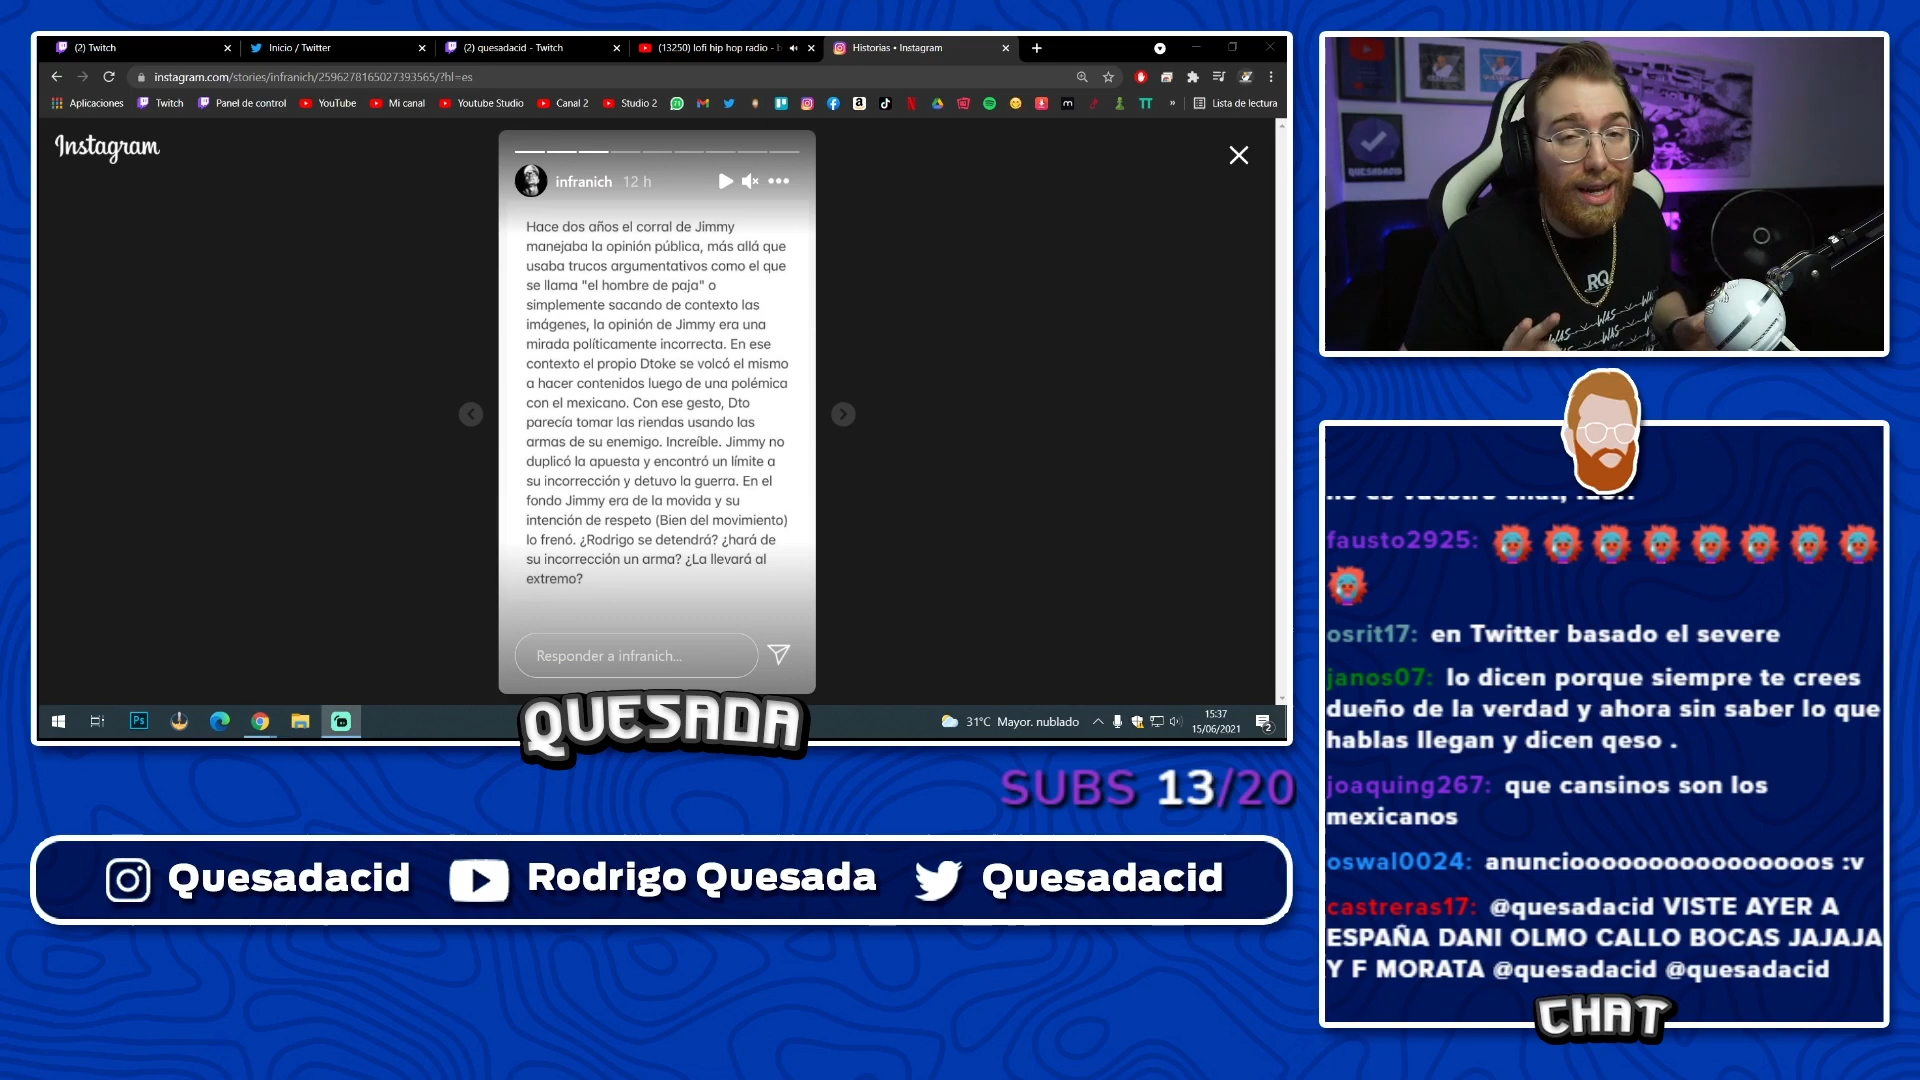 (2) Twitch
Inicio / Twitter
(2) quesadacid - Twitch
(13250) lofi hip hop radio - b
Historias • Instagram
instagram.com/stories/infranich/2596278165027393565/?hl=es
Aplicaciones
Twitch
Panel de control
YouTube
Mi canal
Youtube Studio
Canal 2
Studio 2
Lista de lectura
Instagram
infranich 12 h
Hace dos años el corral de Jimmy
manejaba la opinión pública, más allá que
usaba trucos argumentativos como el que
se llama "el hombre de paja" o
simplemente sacando de contexto las
imágenes, la opinión de Jimmy era una
mirada políticamente incorrecta. En ese
contexto el propio Dtoke se volcó el mismo
a hacer contenidos luego de una polémica
con el mexicano. Con ese gesto, Dto
parecía tomar las riendas usando las
armas de su enemigo. Increíble. Jimmy no
duplicó la apuesta y encontró un límite a
su incorrección y detuvo la guerra. En el
fondo Jimmy era de la movida y su
intención de respeto (Bien del movimiento)
lo frenó. ¿Rodrigo se detendrá? ¿hará de
su incorrección un arma? ¿La llevará al
extremo?
Responder a infranich...
Ps
31°C Mayor. nublado
15:37
15/06/2021
2
QUESADA
SUBS 13/20
Quesadacid
Rodrigo Quesada
Quesadacid
QUESADACID
RQ
WAS
WAS
WAS
no es vuestro chat,
fausto2925:
osrit17: en Twitter basado el severe
janos07: lo dicen porque siempre te crees
dueño de la verdad y ahora sin saber lo que
hablas llegan y dicen qeso .
joaquing267: que cansinos son los
mexicanos
oswal0024: anunciooooooooooooooooos :v
castreras17: @quesadacid VISTE AYER A
ESPAÑA DANI OLMO CALLO BOCAS JAJAJA
Y F MORATA @quesadacid @quesadacid
CHAT